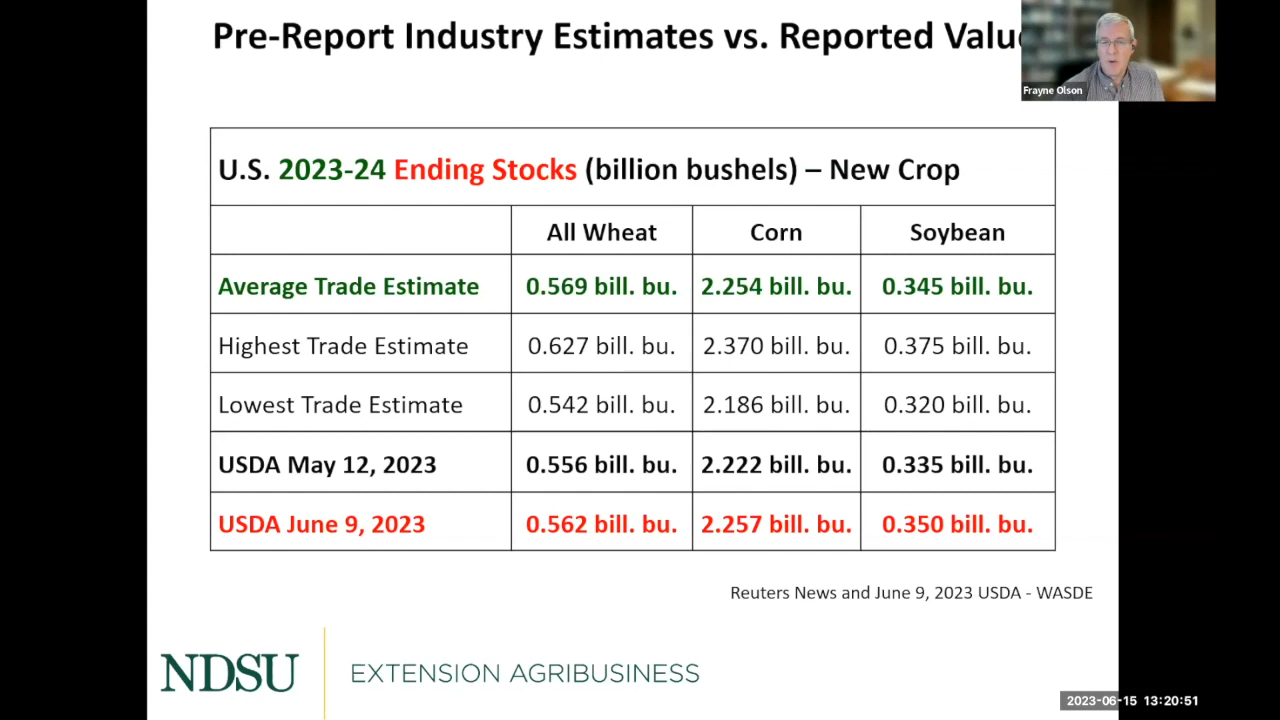 Pre-Report Industry Estimates vs. Reported Valu
Frayne Olson
U.S. 2023-24 Ending Stocks (billion bushels) – New Crop
All Wheat Corn Soybean
Average Trade Estimate 0.569 bill. bu. 2.254 bill. bu. 0.345 bill. bu.
Highest Trade Estimate 0.627 bill. bu. 2.370 bill. bu. 0.375 bill. bu.
Lowest Trade Estimate 0.542 bill. bu. 2.186 bill. bu. 0.320 bill. bu.
USDA May 12, 2023 0.556 bill. bu. 2.222 bill. bu. 0.335 bill. bu.
USDA June 9, 2023 0.562 bill. bu. 2.257 bill. bu. 0.350 bill. bu.
Reuters News and June 9, 2023 USDA - WASDE
NDSU EXTENSION AGRIBUSINESS
2023-06-15 13:20:51